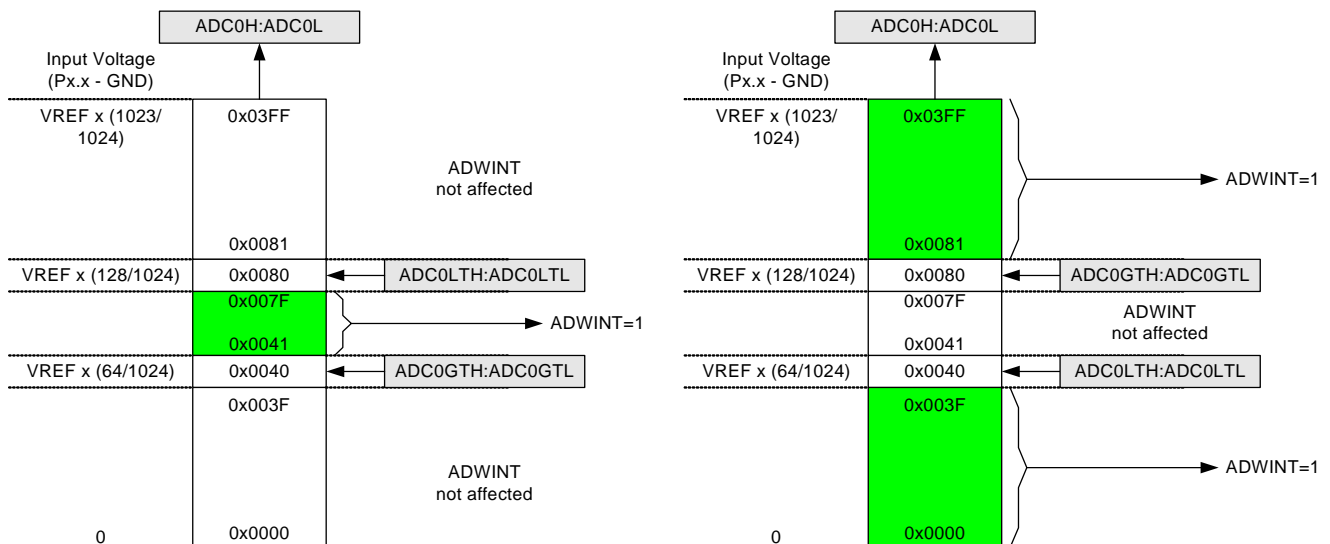 ADC0H:ADC0L
Input Voltage
(Px.x - GND)
VREF x (1023/
1024)
0x03FF
ADWINT
not affected
0x0081
VREF x (128/1024)
0x0080
ADC0LTH:ADC0LTL
0x007F
ADWINT=1
0x0041
VREF x (64/1024)
0x0040
ADC0GTH:ADC0GTL
0x003F
ADWINT
not affected
0
0x0000
ADC0H:ADC0L
Input Voltage
(Px.x - GND)
VREF x (1023/
1024)
0x03FF
ADWINT=1
0x0081
VREF x (128/1024)
0x0080
ADC0GTH:ADC0GTL
0x007F
ADWINT
not affected
0x0041
VREF x (64/1024)
0x0040
ADC0LTH:ADC0LTL
0x003F
ADWINT=1
0
0x0000